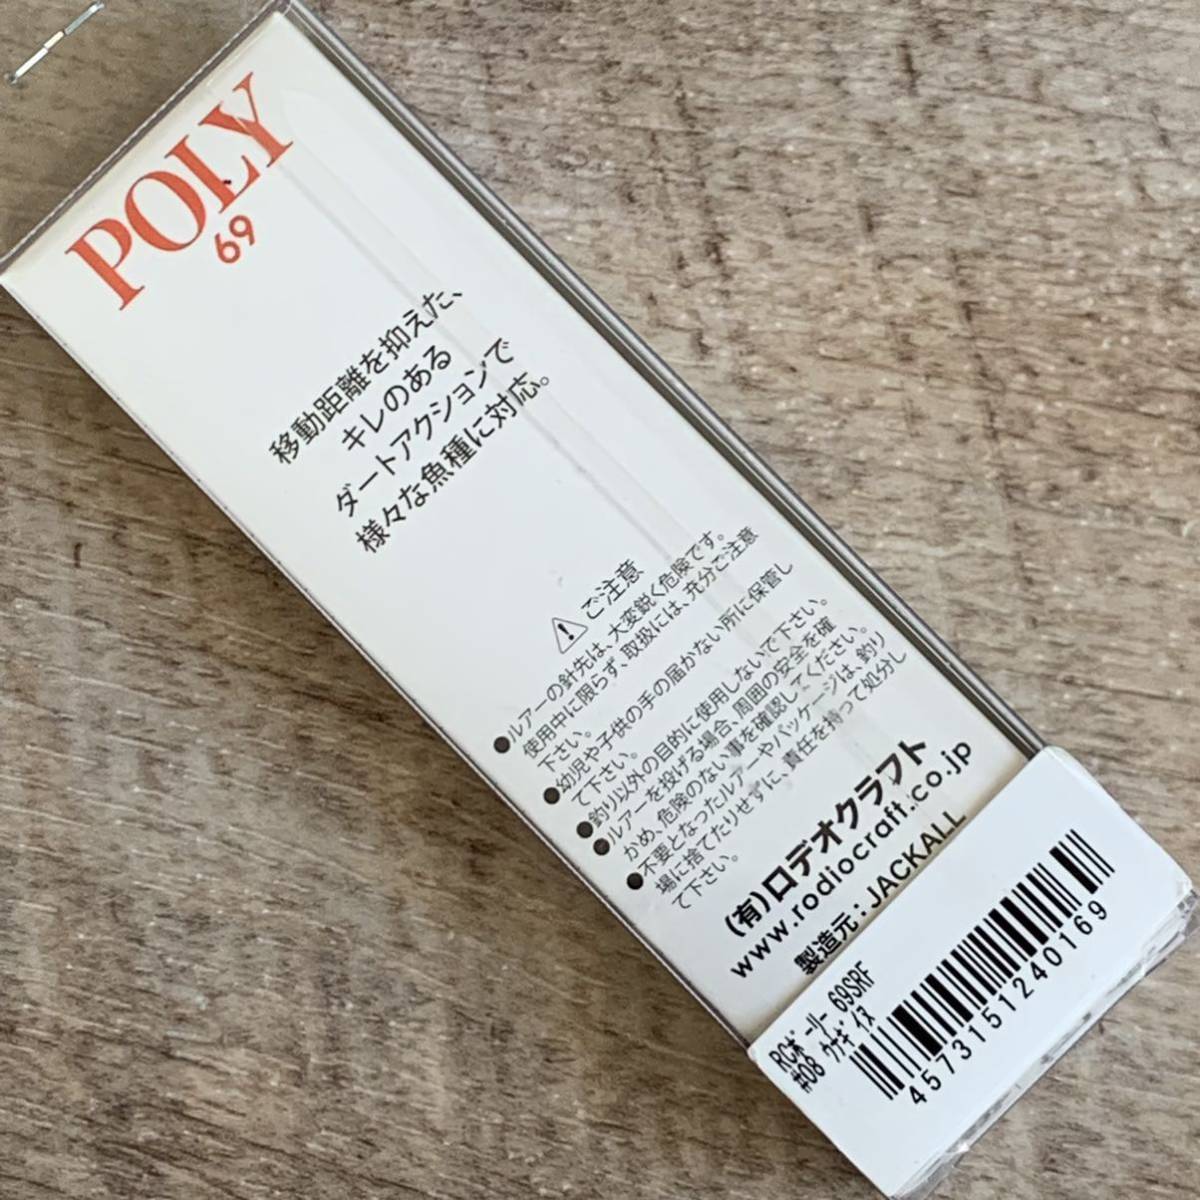 POLY
69
移動距離を抑えた、
キレのある
ダートアクションで
様々な魚種に対応。
ご注意
●ルアーの針先は、大変鋭く危険です。
使用中に限らず、取扱には、充分ご注意
下さい。
●幼児や子供の手の届かない所に保管し
て下さい。
●釣り以外の目的に使用しないで下さい。
●ルアーを投げる場合、周囲の安全を確
かめ、危険のない事を確認してください。
●不要となったルアーやパッケージは、釣り
場に捨てたりせずに、責任を持って処分し
て下さい。
(有)ロデオクラフト
www.rodiocraft.co.jp
製造元:JACKALL
RCﾎﾟｰﾘｰ 69SRF
#08 ｳﾅｷﾞｲﾇ
4573151240169